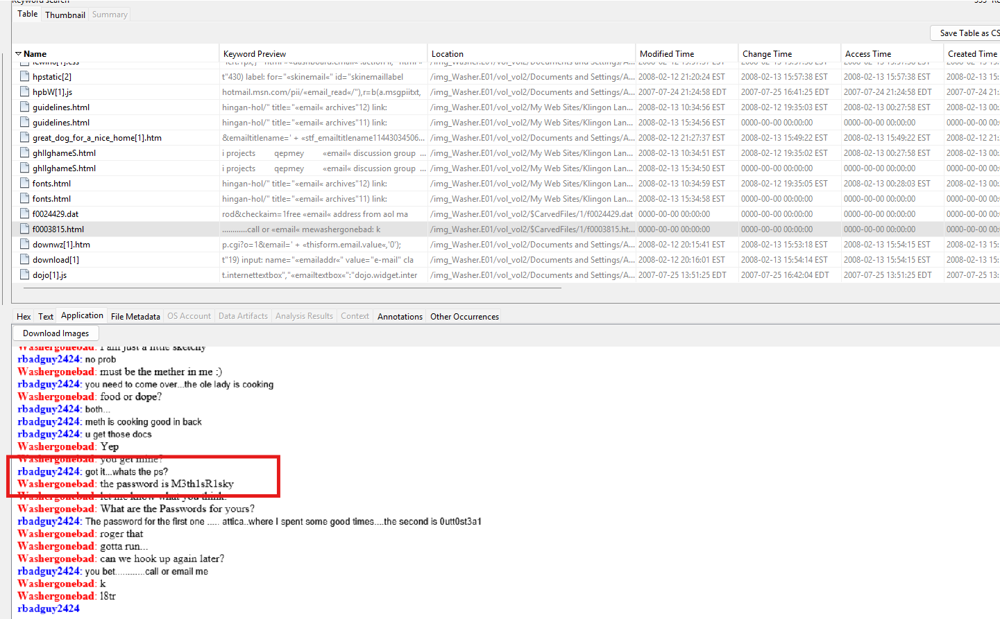 Keyword search
Table Thumbnail Summary
Save Table as CS
Name Keyword Preview Location Modified Time Change Time Access Time Created Time
hpstatic[2] t"430) label: for="«skinemail«" id="skinemaillabel /img_Washer.E01/vol_vol2/Documents and Settings/A... 2008-02-12 21:20:24 EST 2008-02-13 15:57:38 EST 2008-02-13 15:57:38 EST 2008-02-13 15:
hpbW[1].js hotmail.msn.com/pii/«email_read«/"),r=b(a.msgpiitxt, /img_Washer.E01/vol_vol2/Documents and Settings/A... 2007-07-24 21:24:58 EDT 2007-07-25 16:41:25 EDT 2007-07-24 21:24:58 EDT 2007-07-24 21:
guidelines.html hingan-hol/" title="«email« archives"12) link: /img_Washer.E01/vol_vol2/My Web Sites/Klingon Lan... 2008-02-13 10:34:56 EST 2008-02-12 19:35:03 EST 2008-02-13 00:27:58 EST 2008-02-13 00:
guidelines.html hingan-hol/" title="«email« archives"11) link: /img_Washer.E01/vol_vol2/My Web Sites/Klingon Lan... 2008-02-13 15:34:56 EST 0000-00-00 00:00:00 0000-00-00 00:00:00 0000-00-00 00:
great_dog_for_a_nice_home[1].htm &emailtitlename=' + «stf_emailtitlename11443034506... /img_Washer.E01/vol_vol2/Documents and Settings/A... 2008-02-12 21:27:37 EST 2008-02-13 15:49:22 EST 2008-02-13 15:49:22 EST 2008-02-12 21:
ghIlghameS.html i projects qepmey «email« discussion group ... /img_Washer.E01/vol_vol2/My Web Sites/Klingon Lan... 2008-02-13 10:34:51 EST 2008-02-12 19:35:02 EST 2008-02-13 00:27:58 EST 2008-02-13 00:
ghIlghameS.html i projects qepmey «email« discussion group ... /img_Washer.E01/vol_vol2/My Web Sites/Klingon Lan... 2008-02-13 15:34:50 EST 0000-00-00 00:00:00 0000-00-00 00:00:00 0000-00-00 00:
fonts.html hingan-hol/" title="«email« archives"12) link: /img_Washer.E01/vol_vol2/My Web Sites/Klingon Lan... 2008-02-13 10:34:59 EST 2008-02-12 19:35:05 EST 2008-02-13 00:28:03 EST 2008-02-13 00:
fonts.html hingan-hol/" title="«email« archives"11) link: /img_Washer.E01/vol_vol2/My Web Sites/Klingon Lan... 2008-02-13 15:34:58 EST 0000-00-00 00:00:00 0000-00-00 00:00:00 0000-00-00 00:
f0024429.dat rod&checkaim=1free «email« address from aol ma /img_Washer.E01/vol_vol2/$CarvedFiles/1/f0024429.dat 0000-00-00 00:00:00 0000-00-00 00:00:00 0000-00-00 00:00:00 0000-00-00 00:
f0003815.html ............call or «email« mewashergonebad: k /img_Washer.E01/vol_vol2/$CarvedFiles/1/f0003815.ht... 0000-00-00 00:00:00 0000-00-00 00:00:00 0000-00-00 00:00:00 0000-00-00 00:
downwz[1].htm p.cgi?o=1&email=' + «thisform.email.value«,'0'); /img_Washer.E01/vol_vol2/Documents and Settings/A... 2008-02-12 20:15:41 EST 2008-02-13 15:53:18 EST 2008-02-13 15:54:15 EST 2008-02-13 15:
download[1] t"19) input: name="«emailaddr«" value="e-mail" cla /img_Washer.E01/vol_vol2/Documents and Settings/A... 2008-02-12 20:16:01 EST 2008-02-13 15:54:14 EST 2008-02-13 15:54:15 EST 2008-02-13 15:
dojo[1].js t.internettextbox","«emailtextbox«":"dojo.widget.inter /img_Washer.E01/vol_vol2/Documents and Settings/A... 2007-07-25 13:51:25 EDT 2007-07-25 16:42:04 EDT 2007-07-25 13:51:25 EDT 2007-07-25 13:
Hex Text Application File Metadata OS Account Data Artifacts Analysis Results Context Annotations Other Occurrences
Download Images
Washergonebad: I am just a little sketchy
rbadguy2424: no prob
Washergonebad: must be the mether in me :)
rbadguy2424: you need to come over...the ole lady is cooking
Washergonebad: food or dope?
rbadguy2424: both...
rbadguy2424: meth is cooking good in back
rbadguy2424: u get those docs
Washergonebad: Yep
Washergonebad: you get mine?
rbadguy2424: got it...whats the ps?
Washergonebad: the password is M3th1sR1sky
Washergonebad: let me know what you think.
Washergonebad: What are the Passwords for yours?
rbadguy2424: The password for the first one ..... attica..where I spent some good times....the second is 0utt0st3a1
Washergonebad: roger that
Washergonebad: gotta run...
Washergonebad: can we hook up again later?
rbadguy2424: you bet............call or email me
Washergonebad: k
Washergonebad: l8tr
rbadguy2424